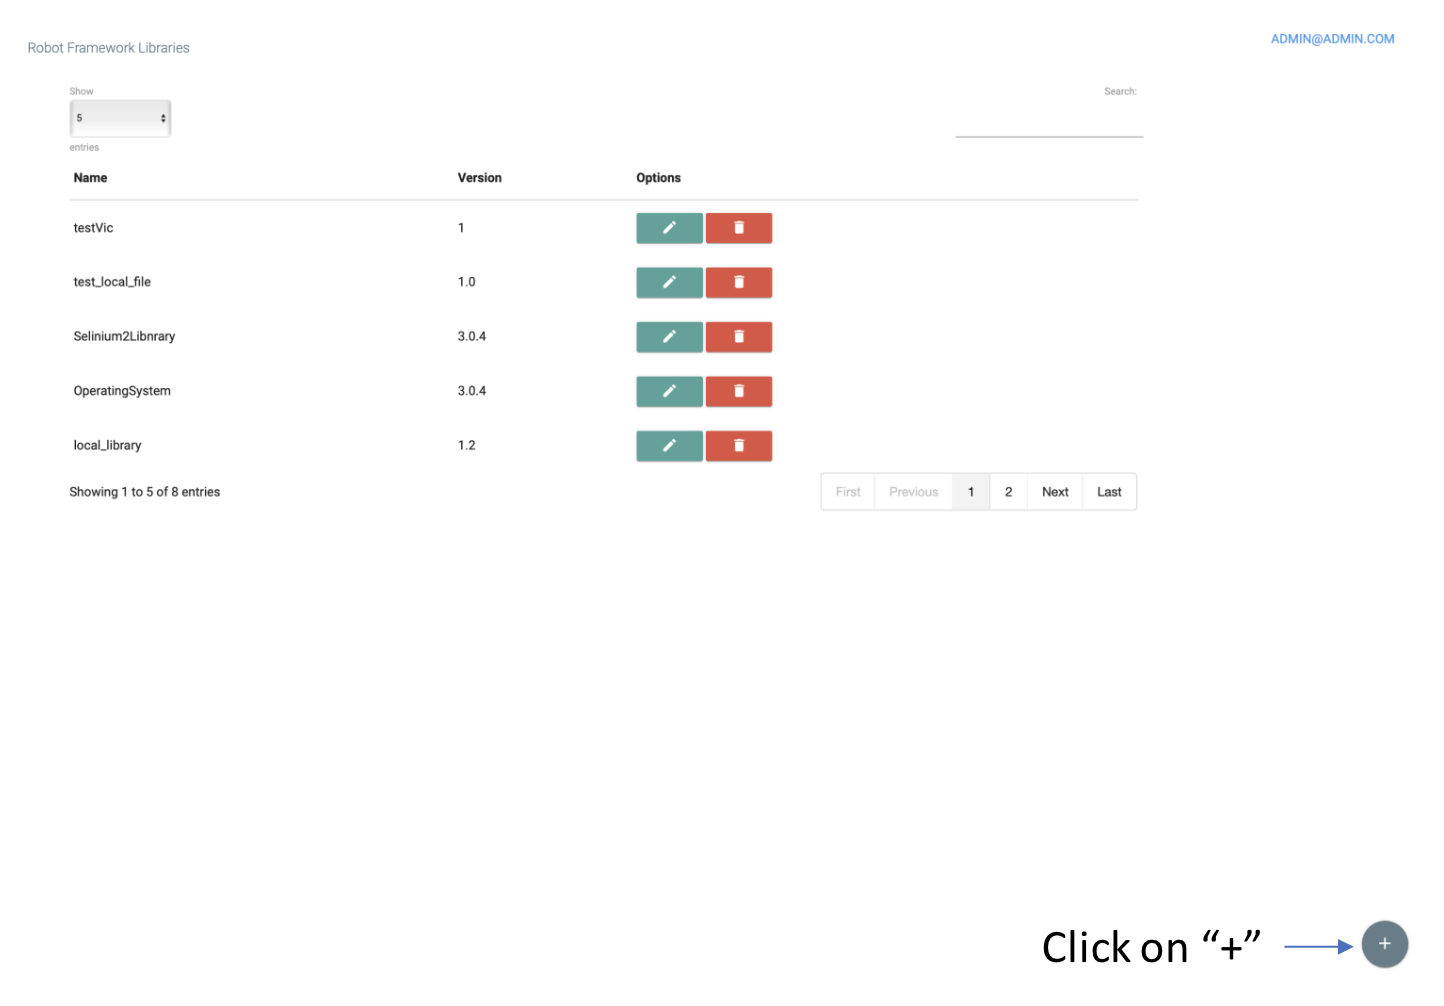 Robot Framework Libraries
ADMIN@ADMIN.COM
Show
5
entries
Search:
Name Version Options
testVic 1
test_local_file 1.0
Selinium2Libnrary 3.0.4
OperatingSystem 3.0.4
local_library 1.2
Showing 1 to 5 of 8 entries
First Previous 1 2 Next Last
Click on “+”
+